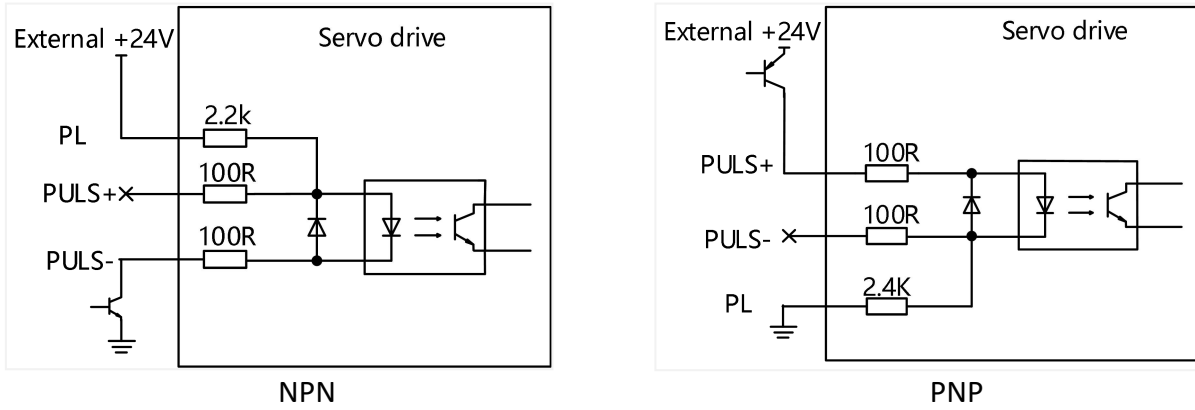 External +24V
Servo drive
2.2k
PL
100R
PULS+
100R
PULS-
NPN
External +24V
Servo drive
100R
PULS+
100R
PULS-
2.4K
PL
PNP